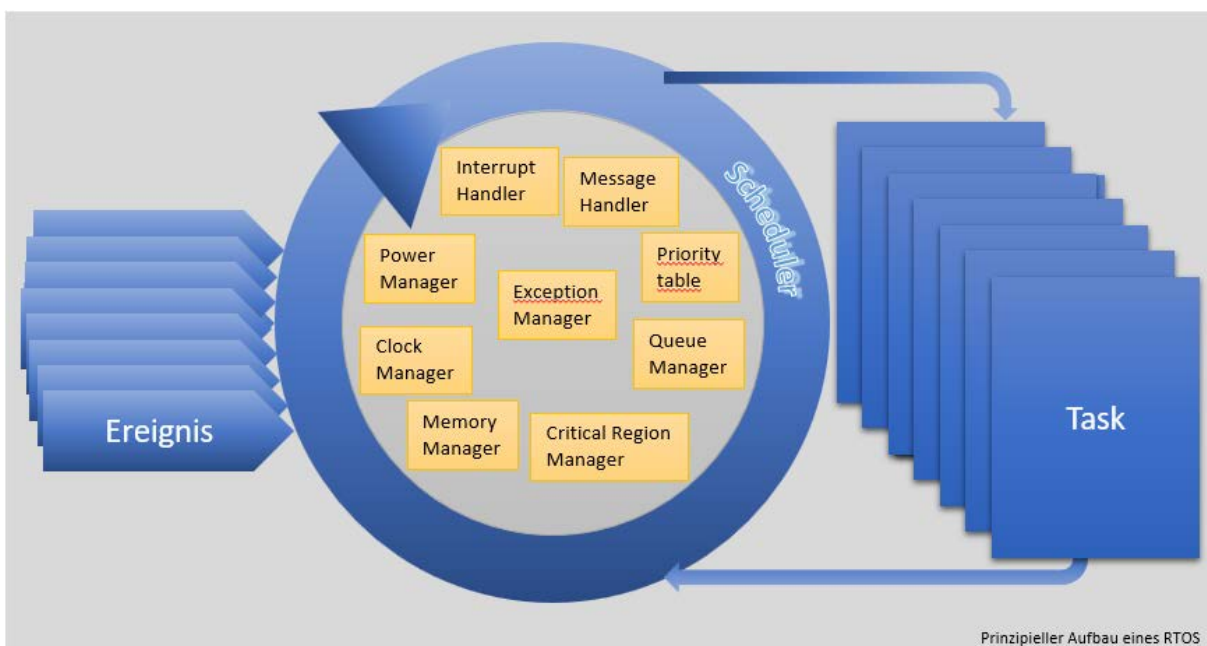 Interrupt
Handler
Message
Handler
Scheduler
Power
Manager
Priority
table
Exception
Manager
Clock
Manager
Queue
Manager
Memory
Manager
Critical Region
Manager
Ereignis
Task
Prinzipieller Aufbau eines RTOS